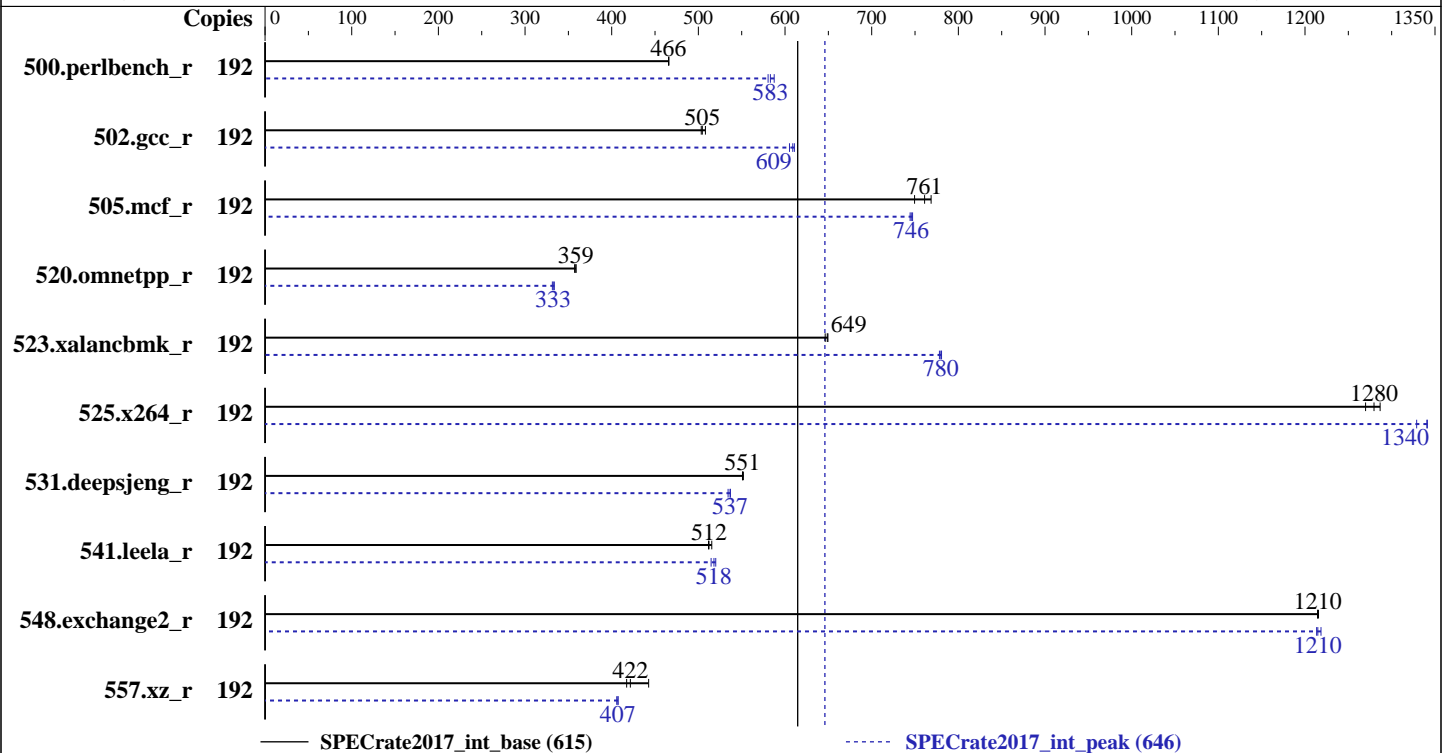 Copies 0 100 200 300 400 500 600 700 800 900 1000 1100 1200 1350
466
500.perlbench_r 192
583
505
502.gcc_r 192
609
761
505.mcf_r 192
746
359
520.omnetpp_r 192
333
649
523.xalancbmk_r 192
780
1280
525.x264_r 192
1340
551
531.deepsjeng_r 192
537
512
541.leela_r 192
518
1210
548.exchange2_r 192
1210
422
557.xz_r 192
407
SPECrate2017_int_base (615) SPECrate2017_int_peak (646)